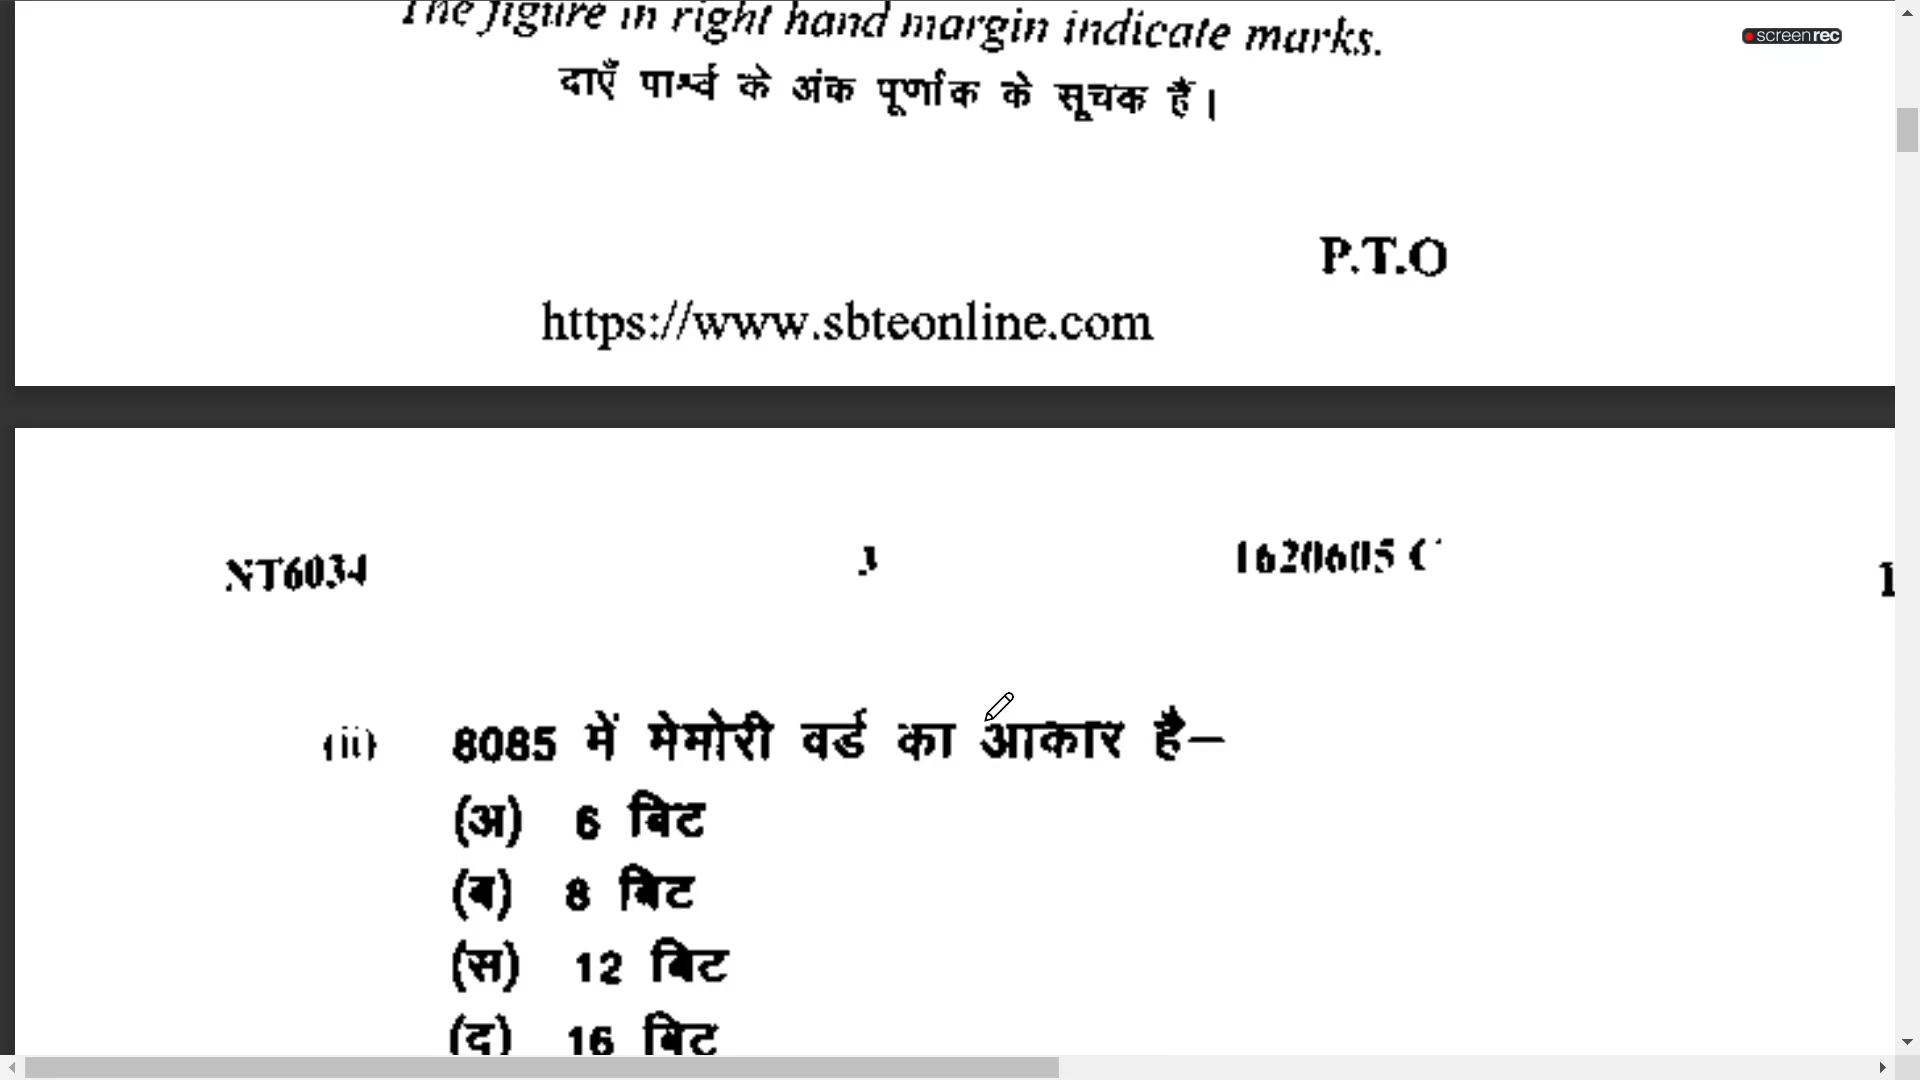 The figure in right hand margin indicate marks.
दाएँ पार्श्व के अंक पूर्णांक के सूचक हैं।
P.T.O
https://www.sbteonline.com
NT6034 3 1620605
(ii) 8085 में मेमोरी वर्ड का आकार है–
(अ) 6 बिट
(ब) 8 बिट
(स) 12 बिट
(द) 16 बिट
screenrec